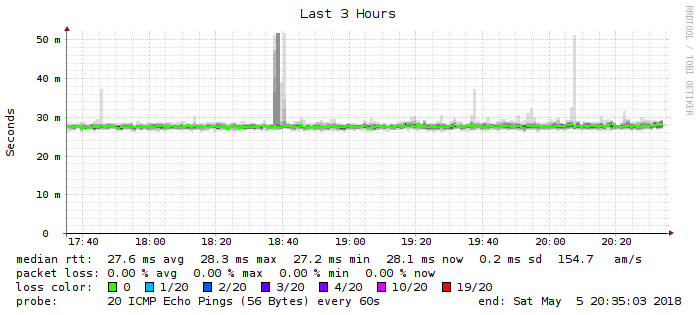 Last 3 Hours
RRDTOOL / TOBI OETIKER
Seconds
50 m
40 m
30 m
20 m
10 m
0
17:40 18:00 18:20 18:40 19:00 19:20 19:40 20:00 20:20
median rtt: 27.6 ms avg 28.3 ms max 27.2 ms min 28.1 ms now 0.2 ms sd 154.7 am/s
packet loss: 0.00 % avg 0.00 % max 0.00 % min 0.00 % now
loss color: 0 1/20 2/20 3/20 4/20 10/20 19/20
probe: 20 ICMP Echo Pings (56 Bytes) every 60s end: Sat May 5 20:35:03 2018